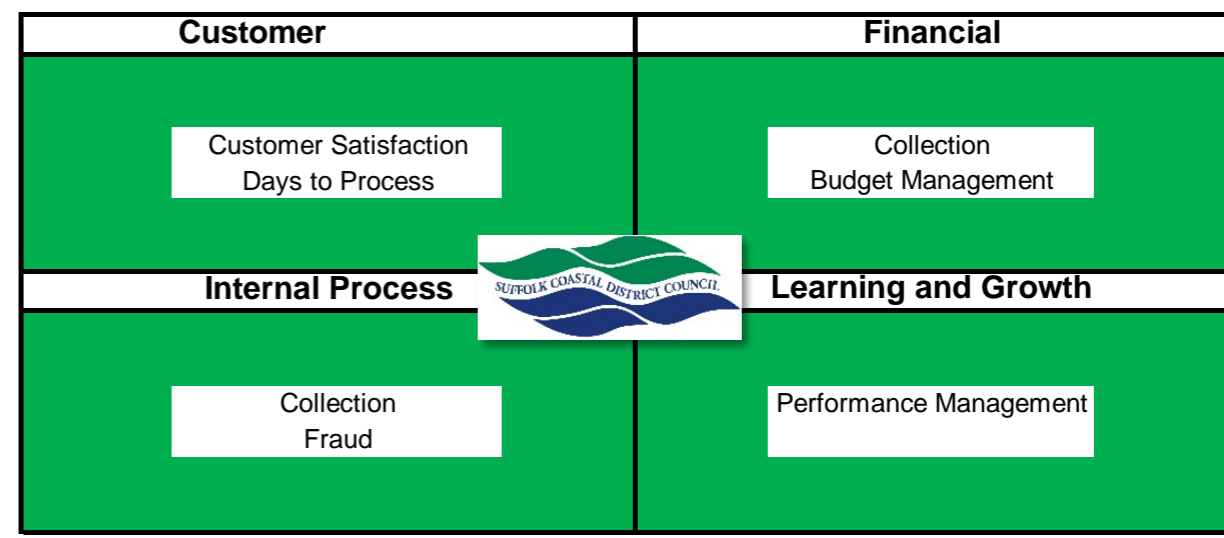 Customer
Financial
Customer Satisfaction
Days to Process
Collection
Budget Management
SUFFOLK COASTAL DISTRICT COUNCIL
Internal Process
Learning and Growth
Collection
Fraud
Performance Management